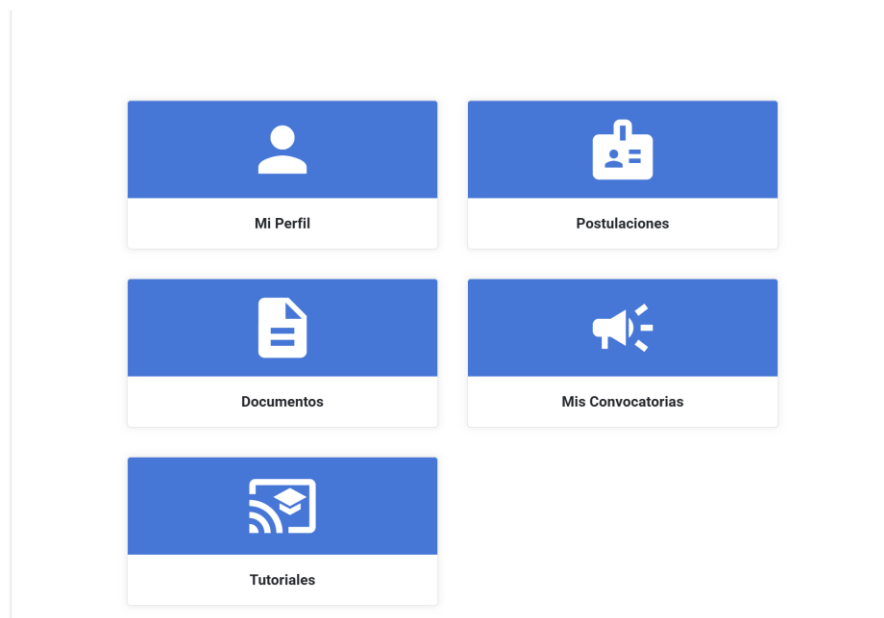 Mi Perfil
Postulaciones
Documentos
Mis Convocatorias
Tutoriales